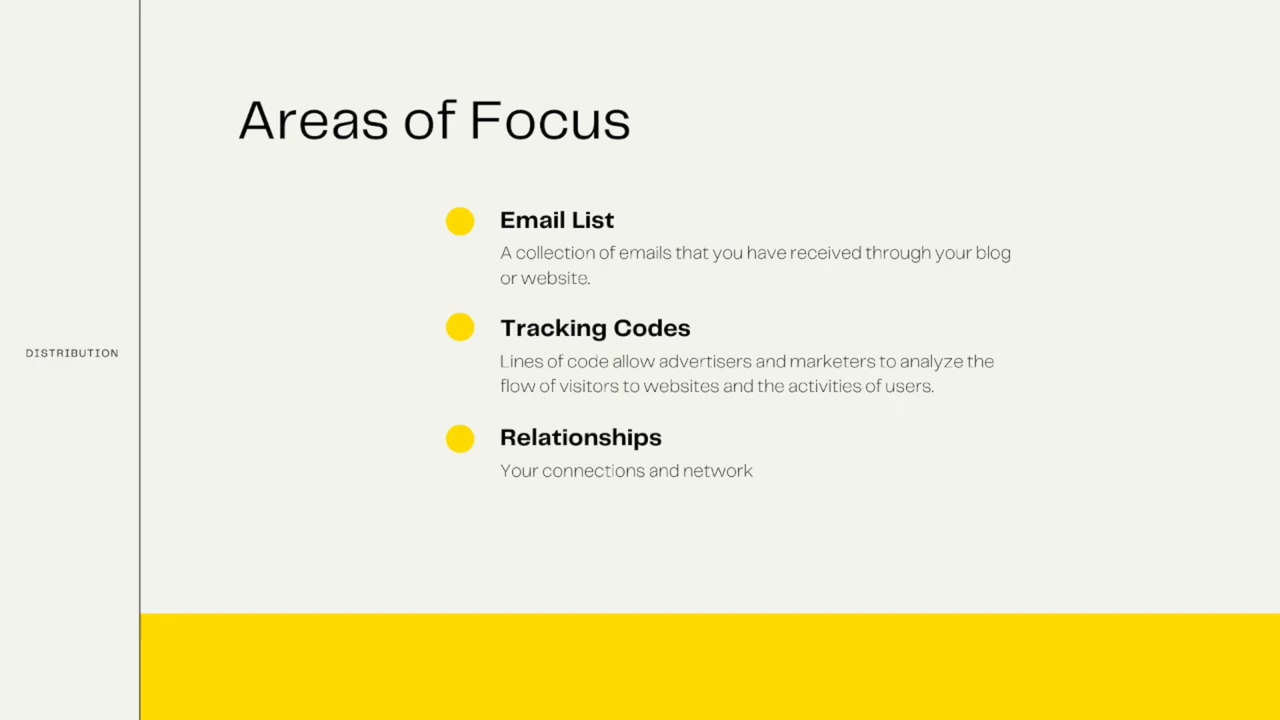 Areas of Focus
Email List
A collection of emails that you have received through your blog
or website.
Tracking Codes
Lines of code allow advertisers and marketers to analyze the
flow of visitors to websites and the activities of users.
DISTRIBUTION
Relationships
Your connections and network